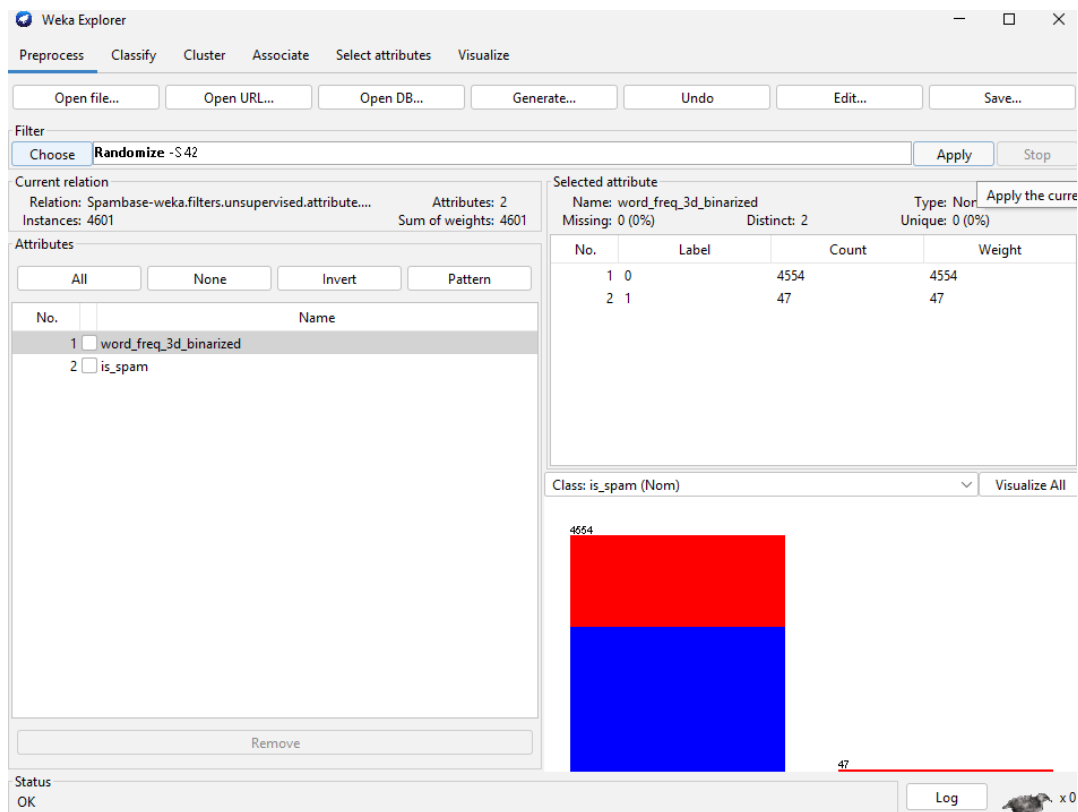 Weka Explorer
Preprocess Classify Cluster Associate Select attributes Visualize
Open file... Open URL... Open DB... Generate... Undo Edit... Save...
Filter
Choose Randomize -S 42 Apply Stop
Current relation
Relation: Spambase-weka.filters.unsupervised.attribute.... Attributes: 2
Instances: 4601 Sum of weights: 4601
Selected attribute
Name: word_freq_3d_binarized Type: Nor
Apply the curre
Missing: 0 (0%) Distinct: 2 Unique: 0 (0%)
Attributes
All None Invert Pattern
No. Name
1 word_freq_3d_binarized
2 is_spam
Remove
No. Label Count Weight
1 0 4554 4554
2 1 47 47
Class: is_spam (Nom) Visualize All
4554
47
Status
OK
Log x 0